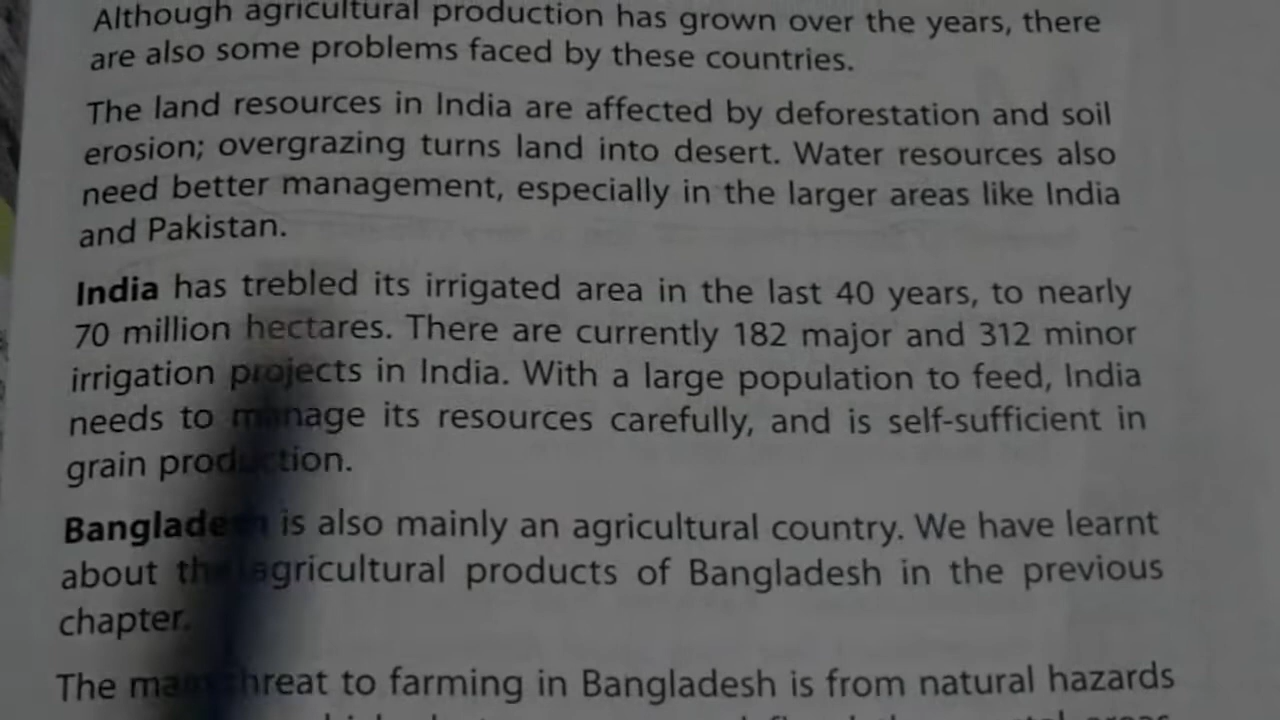 Although agricultural production has grown over the years, there
are also some problems faced by these countries.
The land resources in India are affected by deforestation and soil
erosion; overgrazing turns land into desert. Water resources also
need better management, especially in the larger areas like India
and Pakistan.
India has trebled its irrigated area in the last 40 years, to nearly
70 million hectares. There are currently 182 major and 312 minor
irrigation projects in India. With a large population to feed, India
needs to manage its resources carefully, and is self-sufficient in
grain production.
Bangladesh is also mainly an agricultural country. We have learnt
about the agricultural products of Bangladesh in the previous
chapter.
The main threat to farming in Bangladesh is from natural hazards